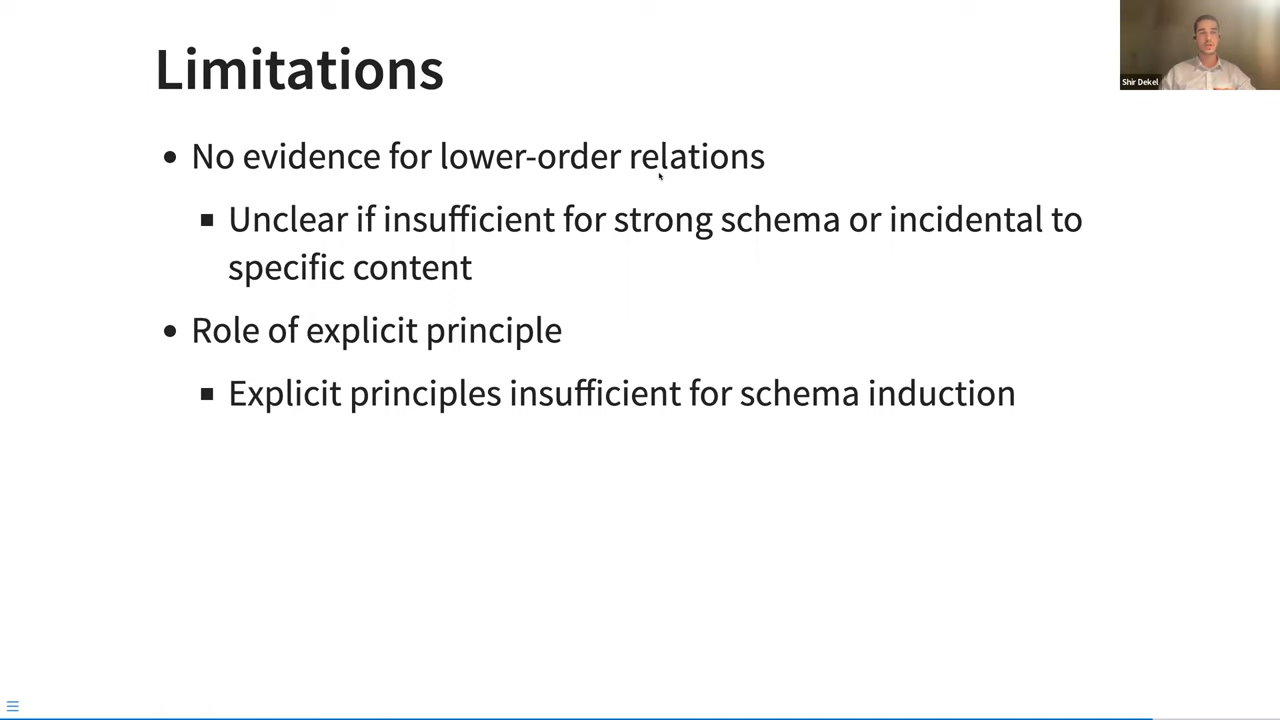 Limitations
Shir Dekel
No evidence for lower-order relations
Unclear if insufficient for strong schema or incidental to
specific content
Role of explicit principle
Explicit principles insufficient for schema induction